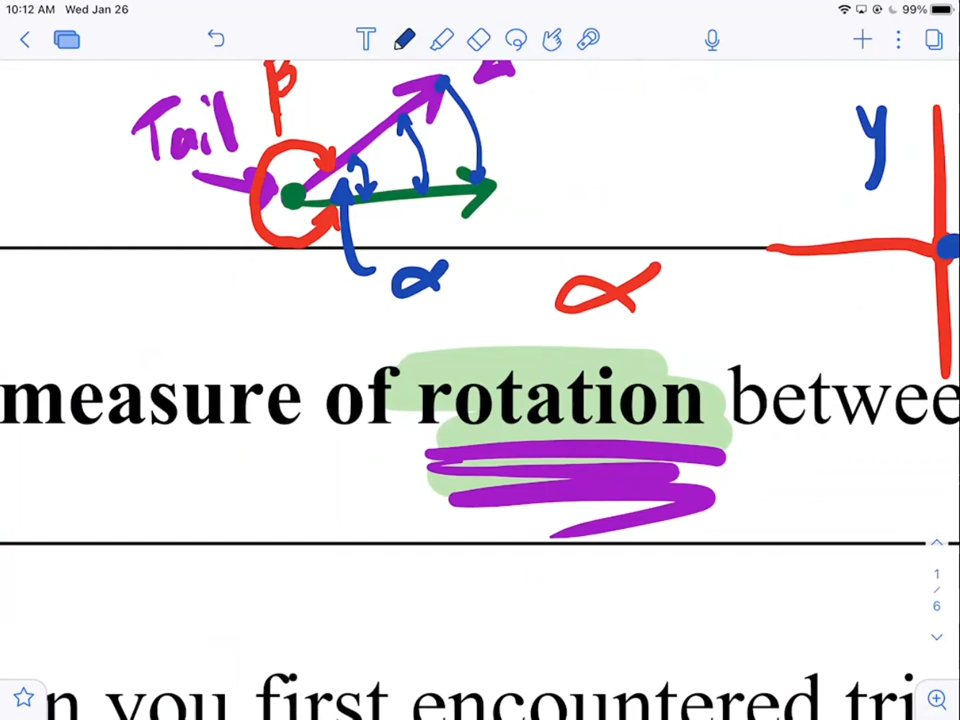 10:12 AM Wed Jan 26
99%
T
β
Tail
y
α
α
measure of rotation betwee
1
/
6
n you first encountered tri